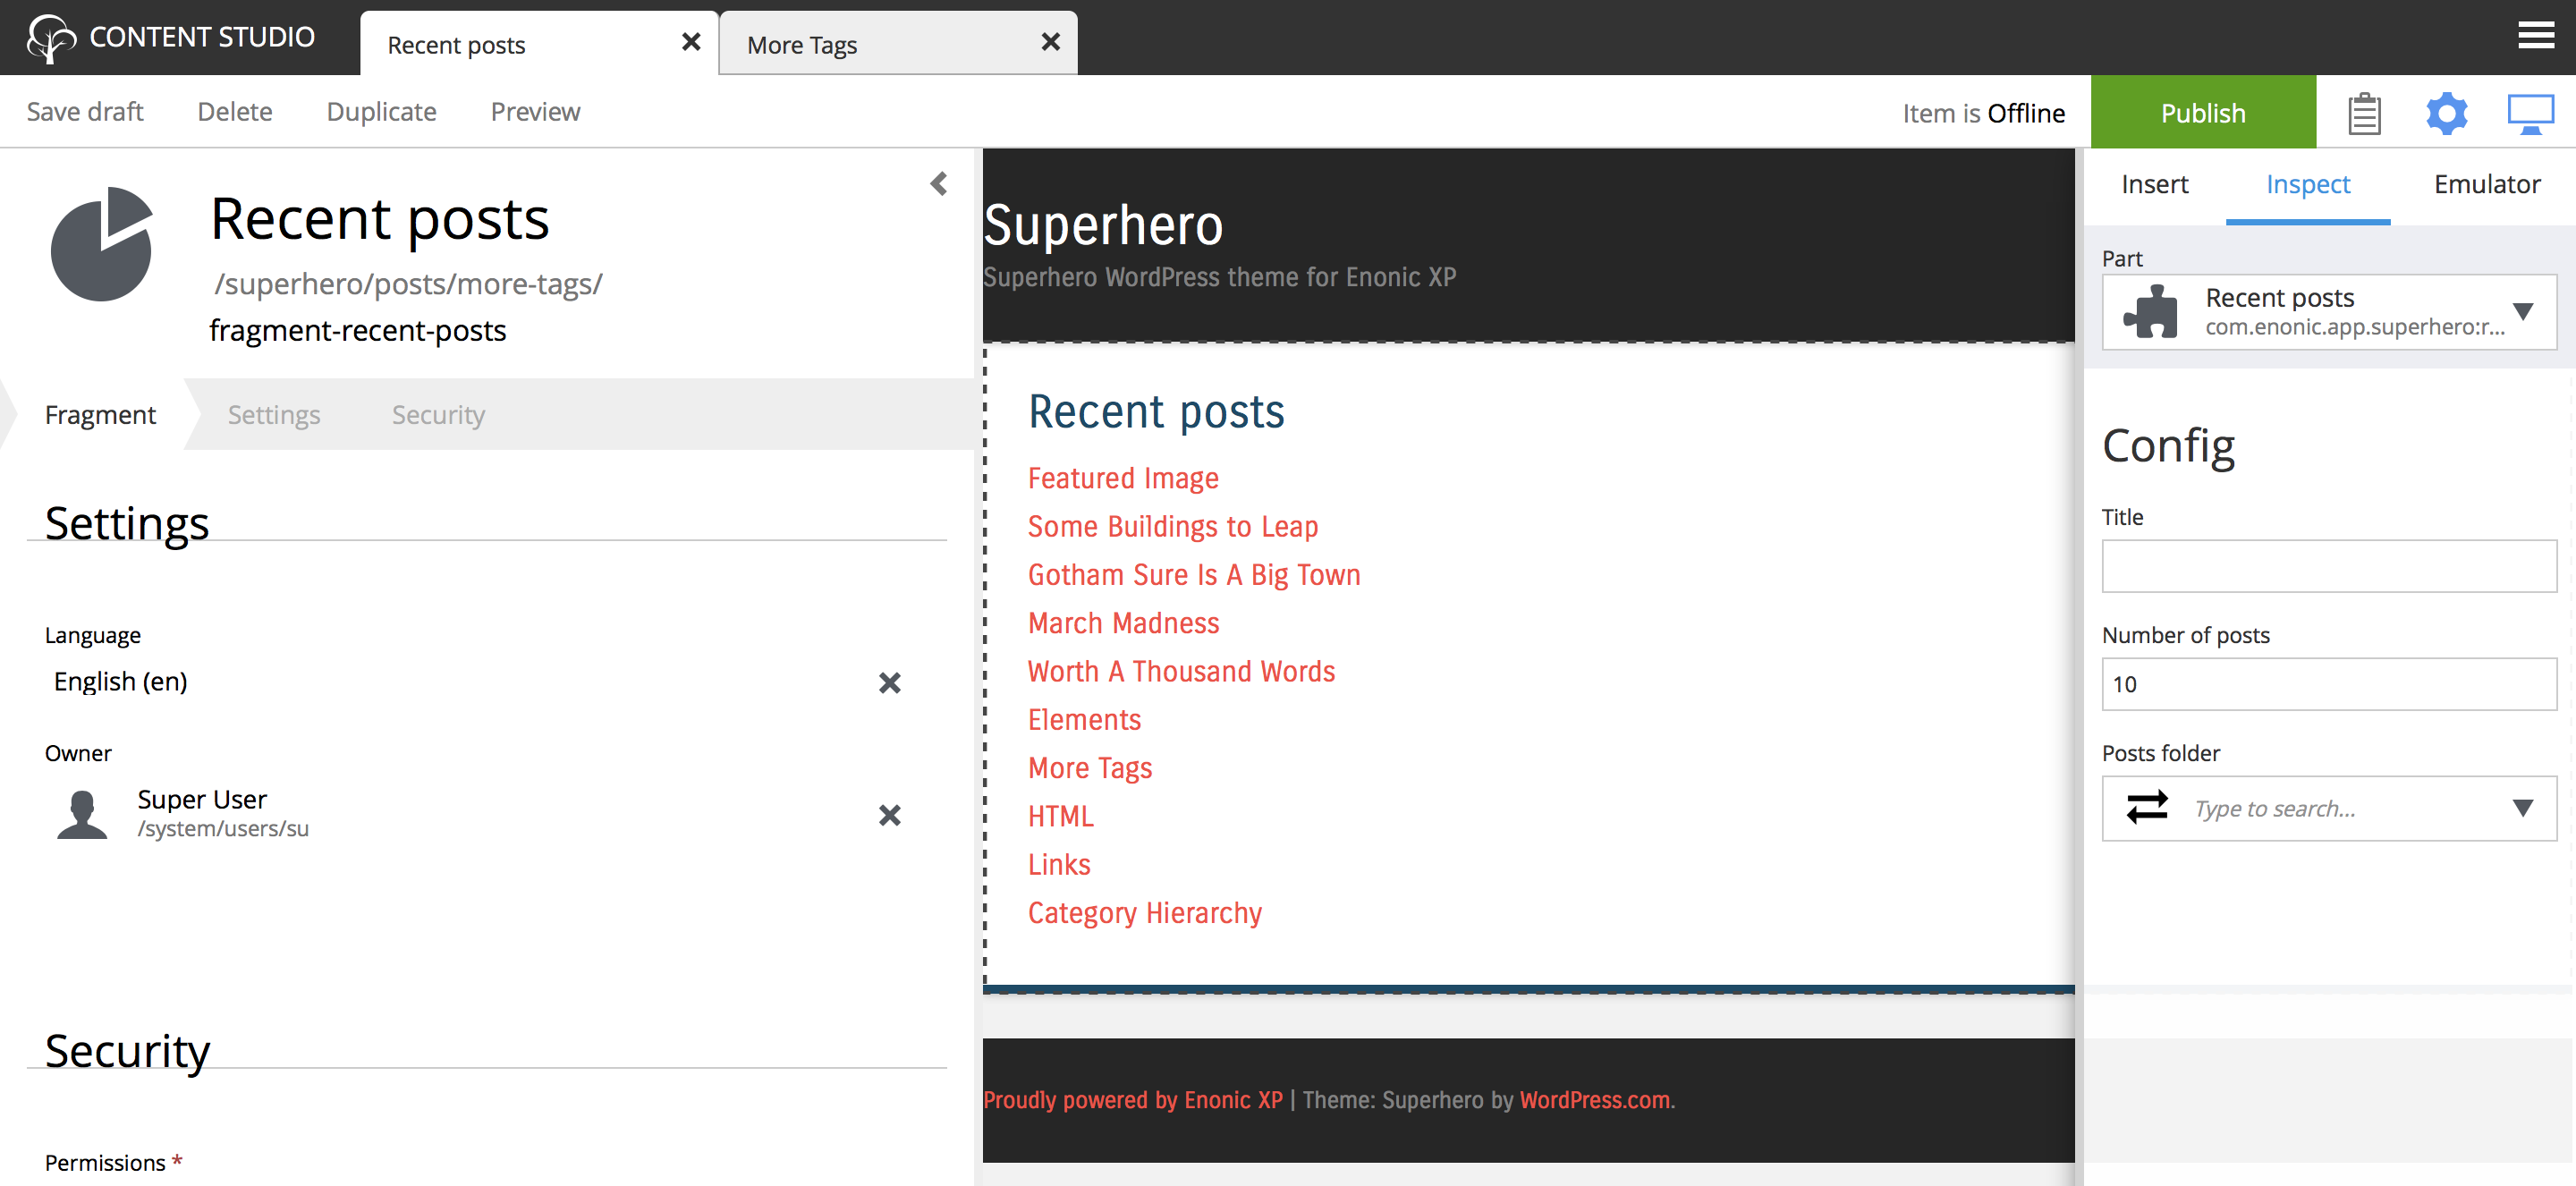 CONTENT STUDIO
Recent posts
More Tags
Save draft
Delete
Duplicate
Preview
Item is Offline
Publish
Recent posts
/superhero/posts/more-tags/
fragment-recent-posts
Fragment
Settings
Security
Settings
Language
English (en)
Owner
Super User
/system/users/su
Security
Permissions *
Superhero
Superhero WordPress theme for Enonic XP
Recent posts
Featured Image
Some Buildings to Leap
Gotham Sure Is A Big Town
March Madness
Worth A Thousand Words
Elements
More Tags
HTML
Links
Category Hierarchy
Proudly powered by Enonic XP | Theme: Superhero by WordPress.com.
Insert
Inspect
Emulator
Part
Recent posts
com.enonic.app.superhero:r...
Config
Title
Number of posts
10
Posts folder
Type to search...